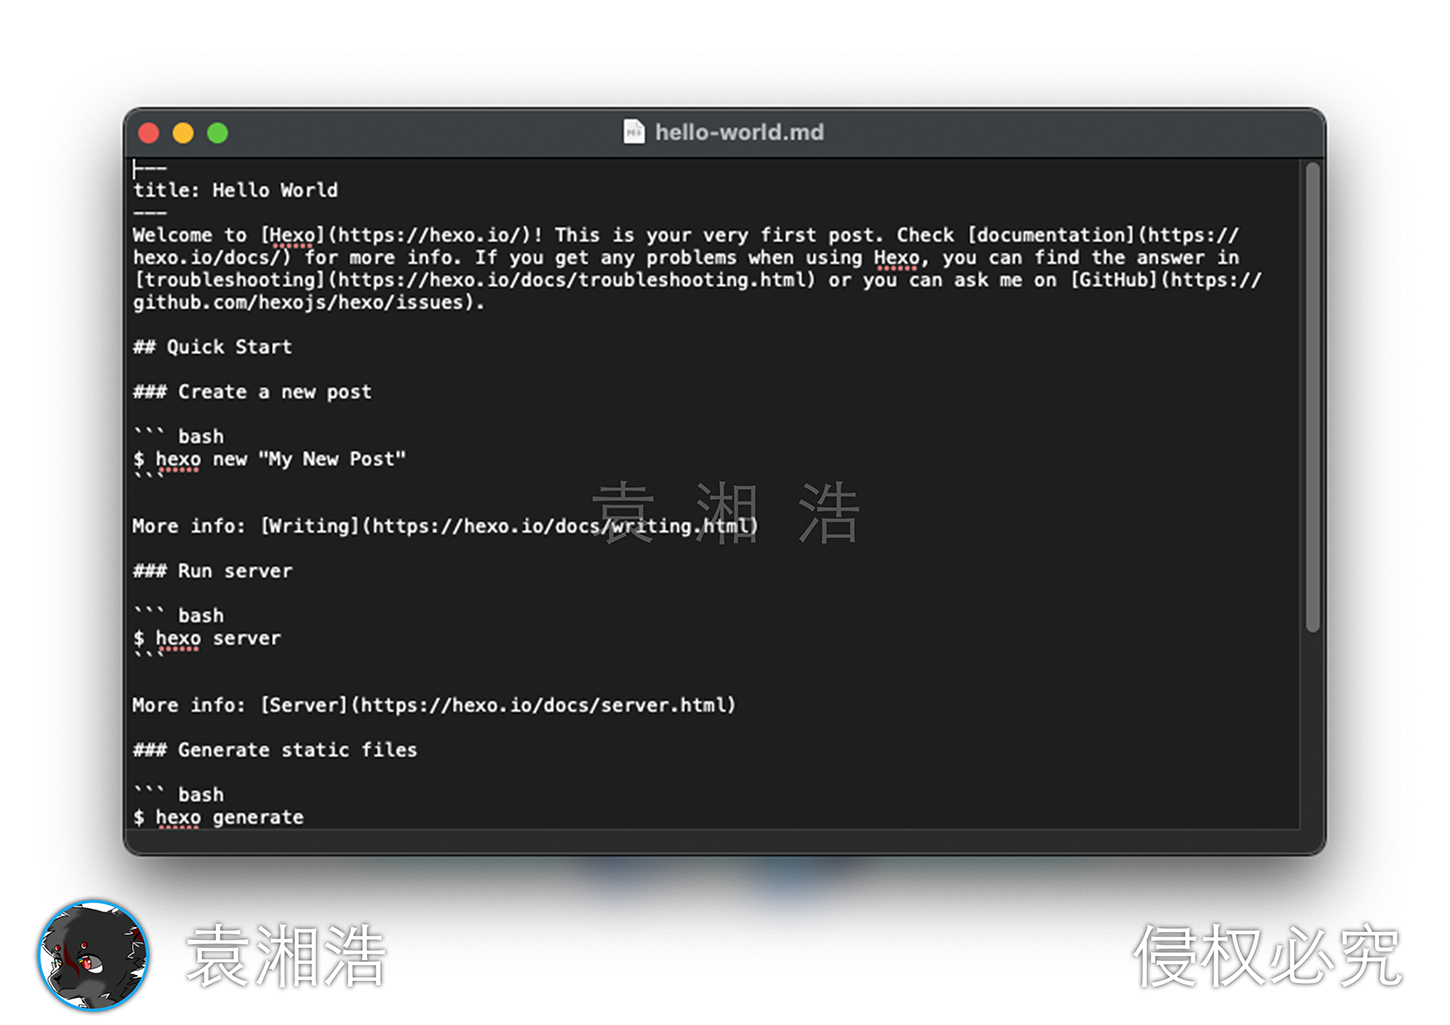 hello-world.md
---
title: Hello World
---
Welcome to [Hexo](https://hexo.io/)! This is your very first post. Check [documentation](https://
hexo.io/docs/) for more info. If you get any problems when using Hexo, you can find the answer in
[troubleshooting](https://hexo.io/docs/troubleshooting.html) or you can ask me on [GitHub](https://
github.com/hexojs/hexo/issues).
## Quick Start
### Create a new post
``` bash
$ hexo new "My New Post"
```
袁湘浩
More info: [Writing](https://hexo.io/docs/writing.html)
### Run server
``` bash
$ hexo server
```
More info: [Server](https://hexo.io/docs/server.html)
### Generate static files
``` bash
$ hexo generate
袁湘浩
侵权必究